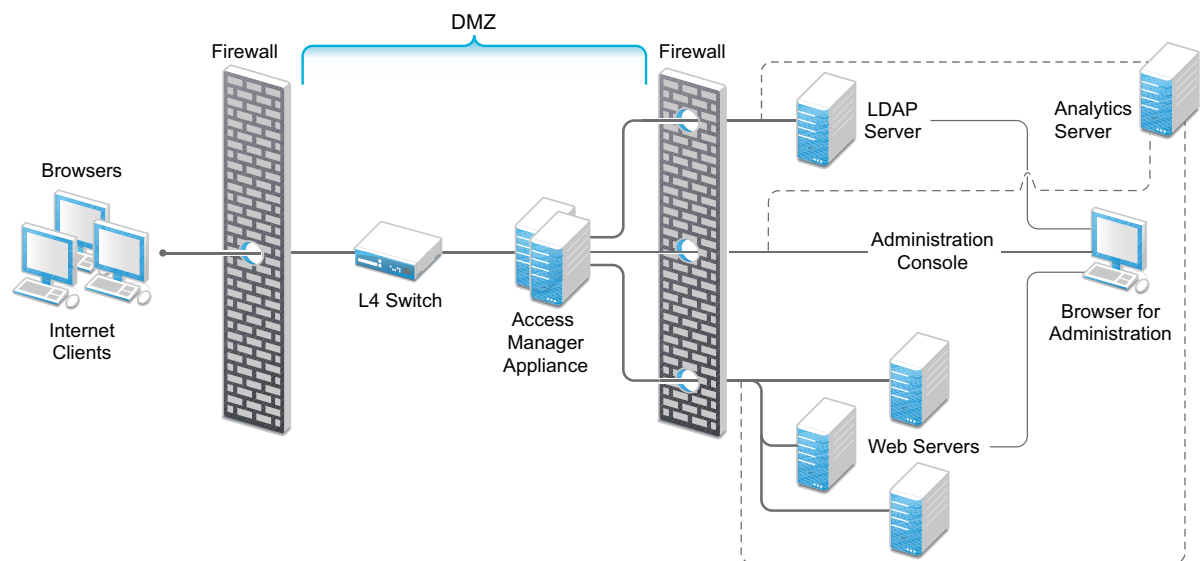 DMZ
Firewall
Firewall
LDAP
Server
Analytics
Server
Browsers
Administration
Console
L4 Switch
Internet
Clients
Access
Manager
Appliance
Browser for
Administration
Web Servers